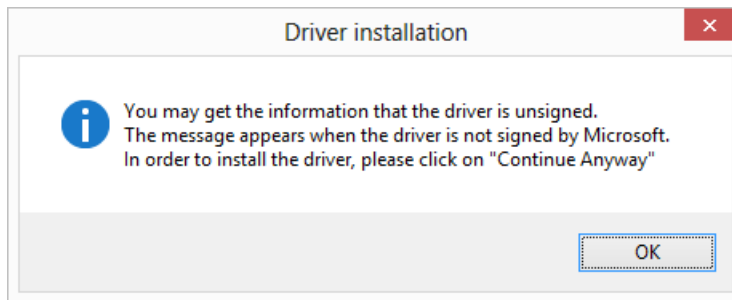 Driver installation
You may get the information that the driver is unsigned.
The message appears when the driver is not signed by Microsoft.
In order to install the driver, please click on "Continue Anyway"
OK